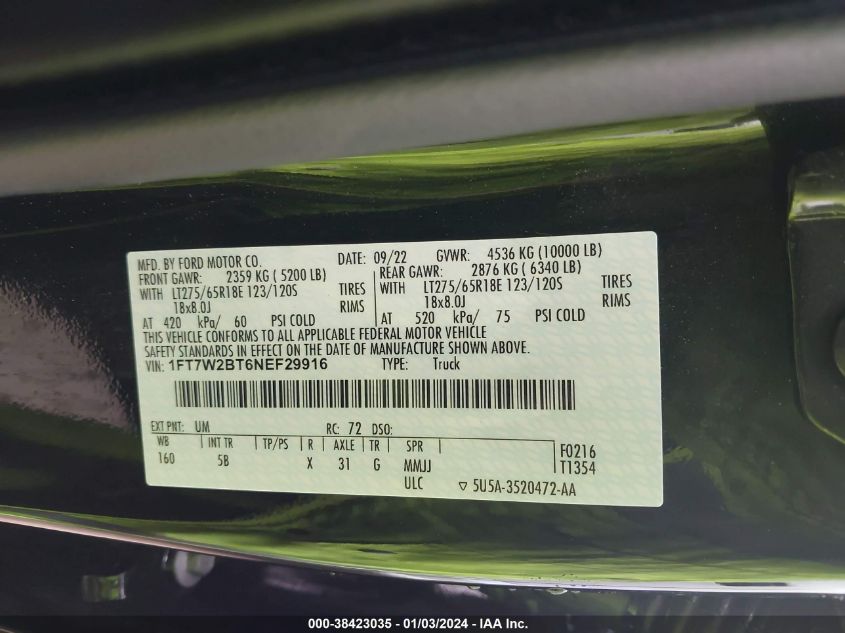 MFD. BY FORD MOTOR CO. DATE: 09/22 GVWR: 4536 KG (10000 LB)
FRONT GAWR: 2359 KG ( 5200 LB) REAR GAWR: 2876 KG ( 6340 LB)
WITH LT275/65R18E 123/120S TIRES WITH LT275/65R18E 123/120S TIRES
18x8.0J RIMS 18x8.0J RIMS
AT 420 kPa/ 60 PSI COLD AT 520 kPa/ 75 PSI COLD
THIS VEHICLE CONFORMS TO ALL APPLICABLE FEDERAL MOTOR VEHICLE
SAFETY STANDARDS IN EFFECT ON THE DATE OF MANUFACTURE SHOWN ABOVE.
VIN: 1FT7W2BT6NEF29916 TYPE: Truck
EXT PNT: UM RC: 72 DSO:
WB INT TR TP/PS R AXLE TR SPR F0216
160 5B X 31 G MMJJ T1354
ULC ▽ 5U5A-3520472-AA
000-38423035 - 01/03/2024 - IAA Inc.